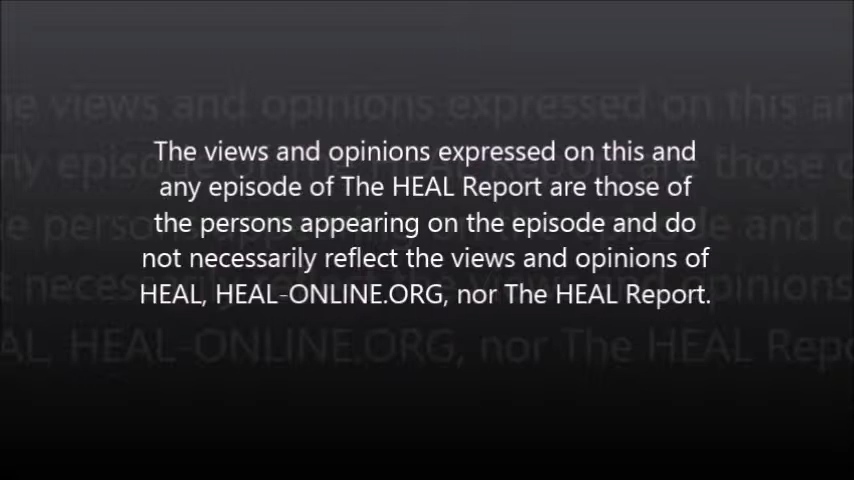 The views and opinions expressed on this and
any episode of The HEAL Report are those of
the persons appearing on the episode and do
not necessarily reflect the views and opinions of
HEAL, HEAL-ONLINE.ORG, nor The HEAL Report.